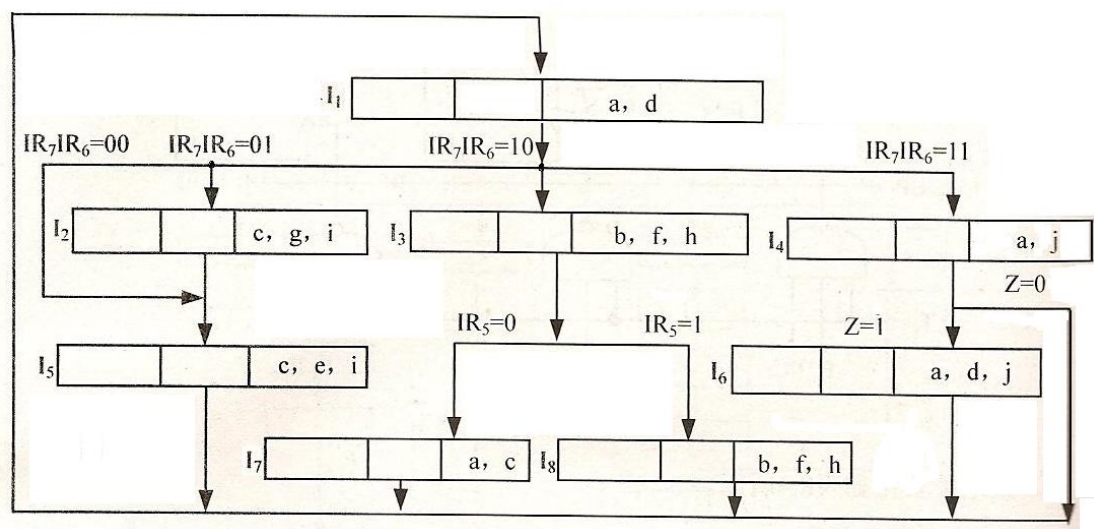 I₁ a, d
IR₇IR₆=00 IR₇IR₆=01 IR₇IR₆=10 IR₇IR₆=11
I₂ c, g, i I₃ b, f, h I₄ a, j
Z=0
IR₅=0 IR₅=1 Z=1
I₅ c, e, i I₆ a, d, j
I₇ a, c I₈ b, f, h